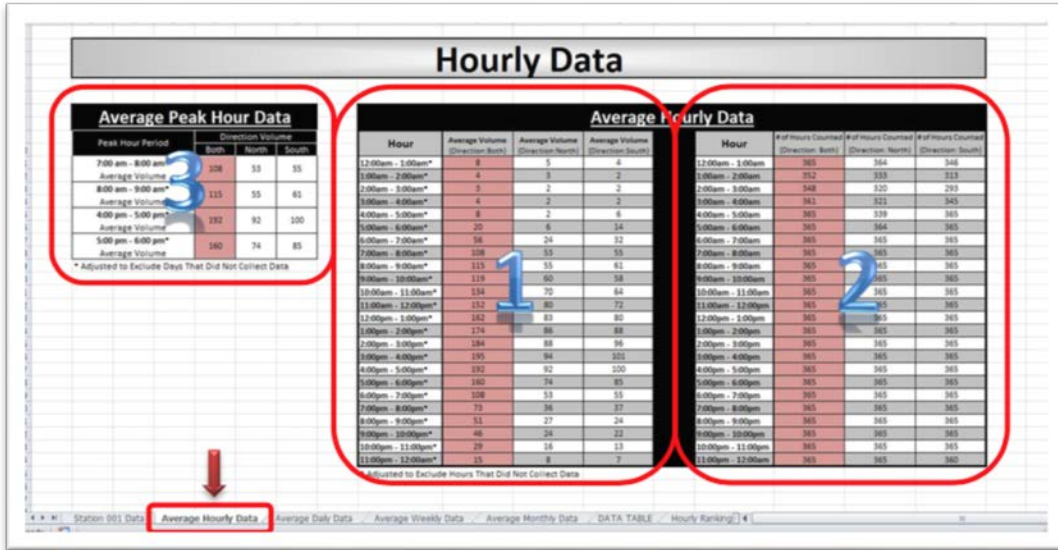 Hourly Data
Average Peak Hour Data
Peak Hour Period Direction Volume
Both North South
7:00 am - 8:00 am*
Average Volume 108 53 55
8:00 am - 9:00 am*
Average Volume 115 55 61
4:00 pm - 5:00 pm*
Average Volume 192 92 100
5:00 pm - 6:00 pm*
Average Volume 160 74 85
* Adjusted to Exclude Days That Did Not Collect Data
3
Average Hourly Data
Hour Average Volume Average Volume Average Volume
(Direction: Both) (Direction: North) (Direction: South)
12:00am - 1:00am* 8 5 4
1:00am - 2:00am* 4 3 2
2:00am - 3:00am* 3 2 2
3:00am - 4:00am* 4 2 2
4:00am - 5:00am* 8 2 6
5:00am - 6:00am* 20 6 14
6:00am - 7:00am* 56 24 32
7:00am - 8:00am* 108 53 55
8:00am - 9:00am* 115 55 61
9:00am - 10:00am* 119 60 58
10:00am - 11:00am* 134 70 64
11:00am - 12:00pm* 152 80 72
12:00pm - 1:00pm* 162 83 80
1:00pm - 2:00pm* 174 86 88
2:00pm - 3:00pm* 184 88 96
3:00pm - 4:00pm* 195 94 101
4:00pm - 5:00pm* 192 92 100
5:00pm - 6:00pm* 160 74 85
6:00pm - 7:00pm* 108 53 55
7:00pm - 8:00pm* 73 36 37
8:00pm - 9:00pm* 51 27 24
9:00pm - 10:00pm* 46 24 22
10:00pm - 11:00pm* 29 16 13
11:00pm - 12:00am* 15 8 7
* Adjusted to Exclude Hours That Did Not Collect Data
1
Hour # of Hours Counted # of Hours Counted # of Hours Counted
(Direction: Both) (Direction: North) (Direction: South)
12:00am - 1:00am 365 364 346
1:00am - 2:00am 352 333 313
2:00am - 3:00am 348 320 293
3:00am - 4:00am 361 321 345
4:00am - 5:00am 365 339 365
5:00am - 6:00am 365 364 365
6:00am - 7:00am 365 365 365
7:00am - 8:00am 365 365 365
8:00am - 9:00am 365 365 365
9:00am - 10:00am 365 365 365
10:00am - 11:00am 365 365 365
11:00am - 12:00pm 365 365 365
12:00pm - 1:00pm 365 365 365
1:00pm - 2:00pm 365 365 365
2:00pm - 3:00pm 365 365 365
3:00pm - 4:00pm 365 365 365
4:00pm - 5:00pm 365 365 365
5:00pm - 6:00pm 365 365 365
6:00pm - 7:00pm 365 365 365
7:00pm - 8:00pm 365 365 365
8:00pm - 9:00pm 365 365 365
9:00pm - 10:00pm 365 365 365
10:00pm - 11:00pm 365 365 365
11:00pm - 12:00am 365 365 360
2
Station 001 Data Average Hourly Data Average Daily Data Average Weekly Data Average Monthly Data DATA TABLE Hourly Ranking